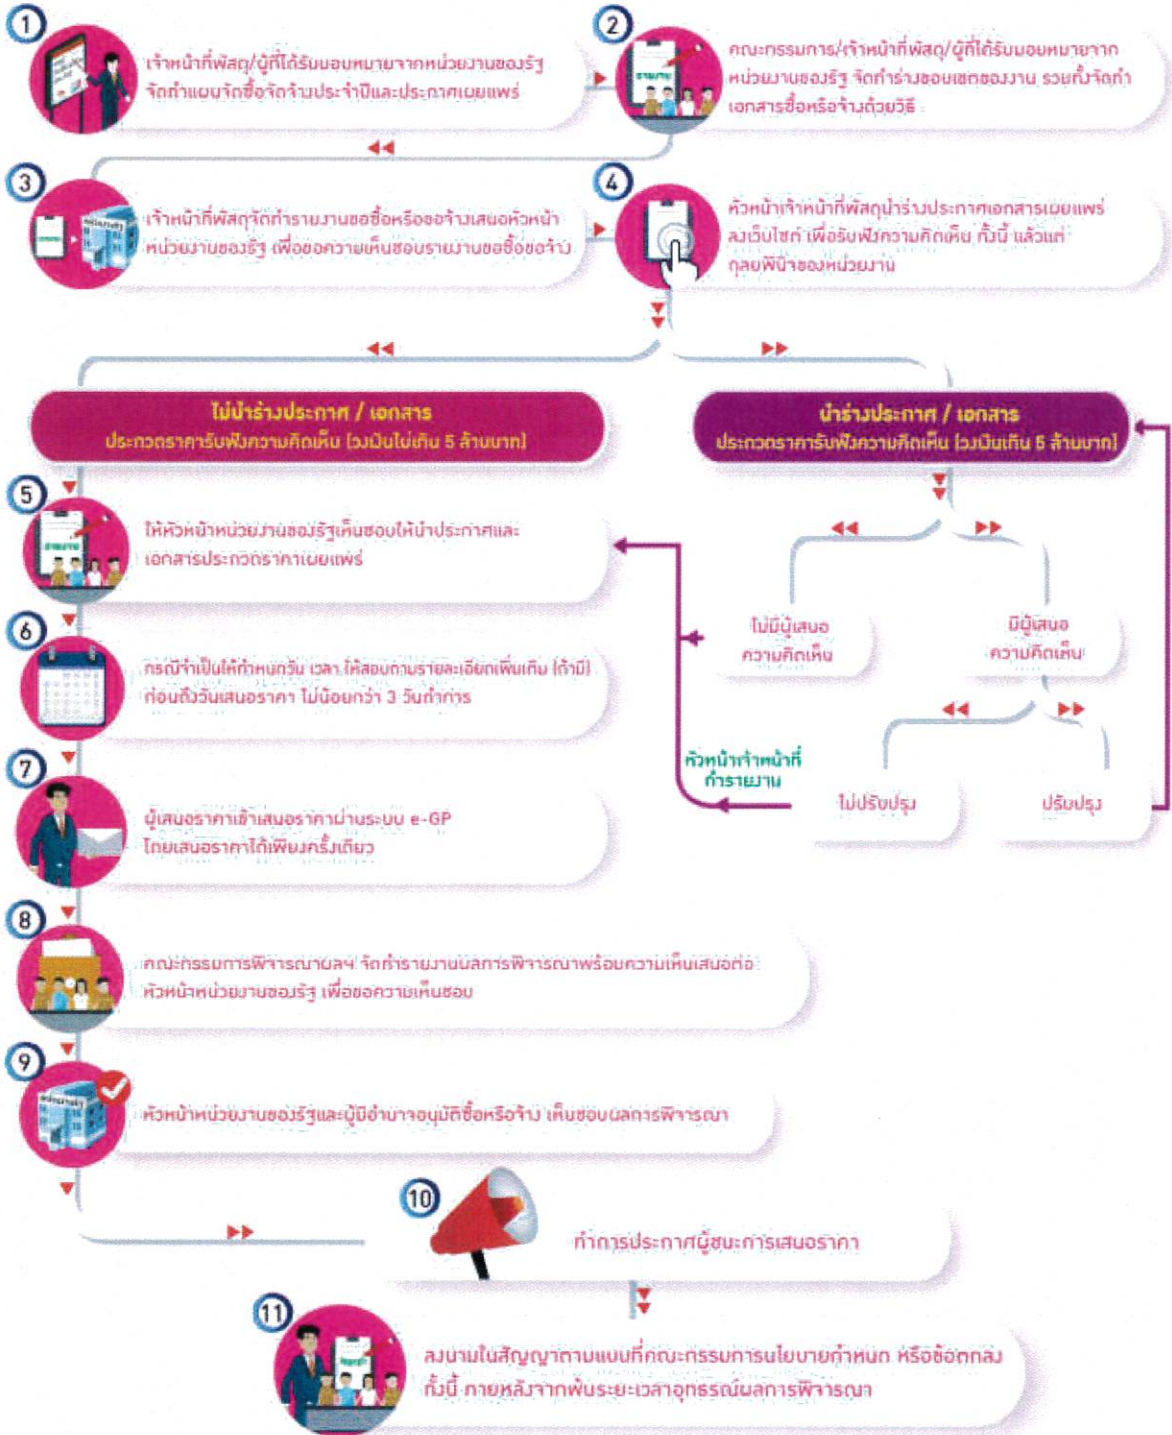 1
เจ้าหน้าที่พัสดุ/ผู้ที่ได้รับมอบหมายจากหน่วยงานของรัฐ
จัดทำแผนจัดซื้อจัดจ้างประจำปีและประกาศเผยแพร่
2
รายงาน
คณะกรรมการ/เจ้าหน้าที่พัสดุ/ผู้ที่ได้รับมอบหมายจาก
หน่วยงานของรัฐ จัดทำร่างขอบเขตของงาน รวมทั้งจัดทำ
เอกสารซื้อหรือจ้างด้วยวิธี
3
เจ้าหน้าที่พัสดุจัดทำรายงานขอซื้อหรือขอจ้างเสนอหัวหน้า
หน่วยงานของรัฐ เพื่อขอความเห็นชอบรายงานขอซื้อขอจ้าง
4
หัวหน้าเจ้าหน้าที่พัสดุนำร่างประกาศเอกสารเผยแพร่
ลงเว็บไซต์ เพื่อรับฟังความคิดเห็น ทั้งนี้ แล้วแต่
ดุลยพินิจของหน่วยงาน
ไม่นำร่างประกาศ / เอกสาร
ประกวดราคารับฟังความคิดเห็น (วงเงินไม่เกิน 5 ล้านบาท)
นำร่างประกาศ / เอกสาร
ประกวดราคารับฟังความคิดเห็น (วงเงินเกิน 5 ล้านบาท)
5
รายงาน
ให้หัวหน้าหน่วยงานของรัฐเห็นชอบให้นำประกาศและ
เอกสารประกวดราคาเผยแพร่
ไม่มีผู้เสนอ
ความคิดเห็น
มีผู้เสนอ
ความคิดเห็น
6
กรณีจำเป็นให้กำหนดวัน เวลา ให้สอบถามรายละเอียดเพิ่มเติม (ถ้ามี)
ก่อนถึงวันเสนอราคา ไม่น้อยกว่า 3 วันทำการ
หัวหน้าเจ้าหน้าที่
ทำรายงาน
ไม่ปรับปรุง
ปรับปรุง
7
ผู้เสนอราคาเข้าเสนอราคาผ่านระบบ e-GP
โดยเสนอราคาได้เพียงครั้งเดียว
8
คณะกรรมการพิจารณาผลฯ จัดทำรายงานผลการพิจารณาพร้อมความเห็นเสนอต่อ
หัวหน้าหน่วยงานของรัฐ เพื่อขอความเห็นชอบ
9
หัวหน้าหน่วยงานของรัฐและผู้มีอำนาจอนุมัติซื้อหรือจ้าง เห็นชอบผลการพิจารณา
10
ทำการประกาศผู้ชนะการเสนอราคา
11
ลงนามในสัญญาตามแบบที่คณะกรรมการนโยบายกำหนด หรือข้อตกลง
ทั้งนี้ ภายหลังจากพ้นระยะเวลาอุทธรณ์ผลการพิจารณา